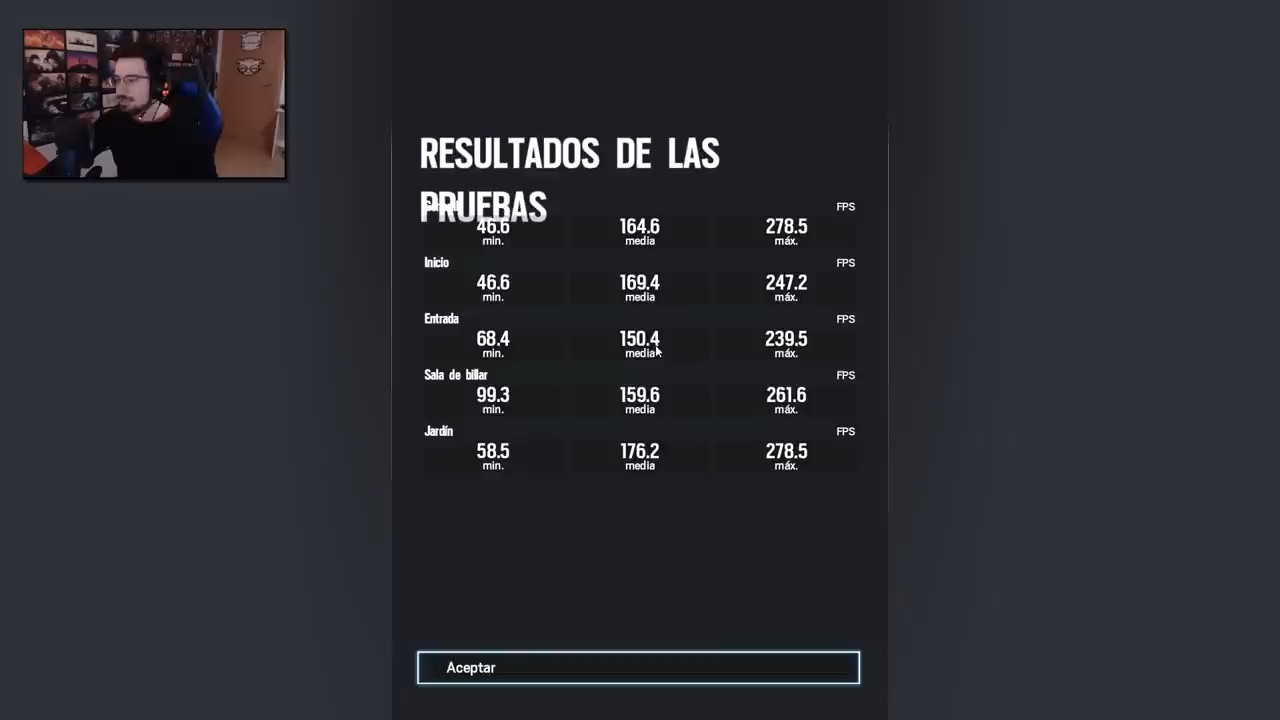 RESULTADOS DE LAS
PRUEBAS
FPS
46.6 164.6 278.5
min. media máx.
Inicio FPS
46.6 169.4 247.2
min. media máx.
Entrada FPS
68.4 150.4 239.5
min. media máx.
Sala de billar FPS
99.3 159.6 261.6
min. media máx.
Jardín FPS
58.5 176.2 278.5
min. media máx.
Aceptar